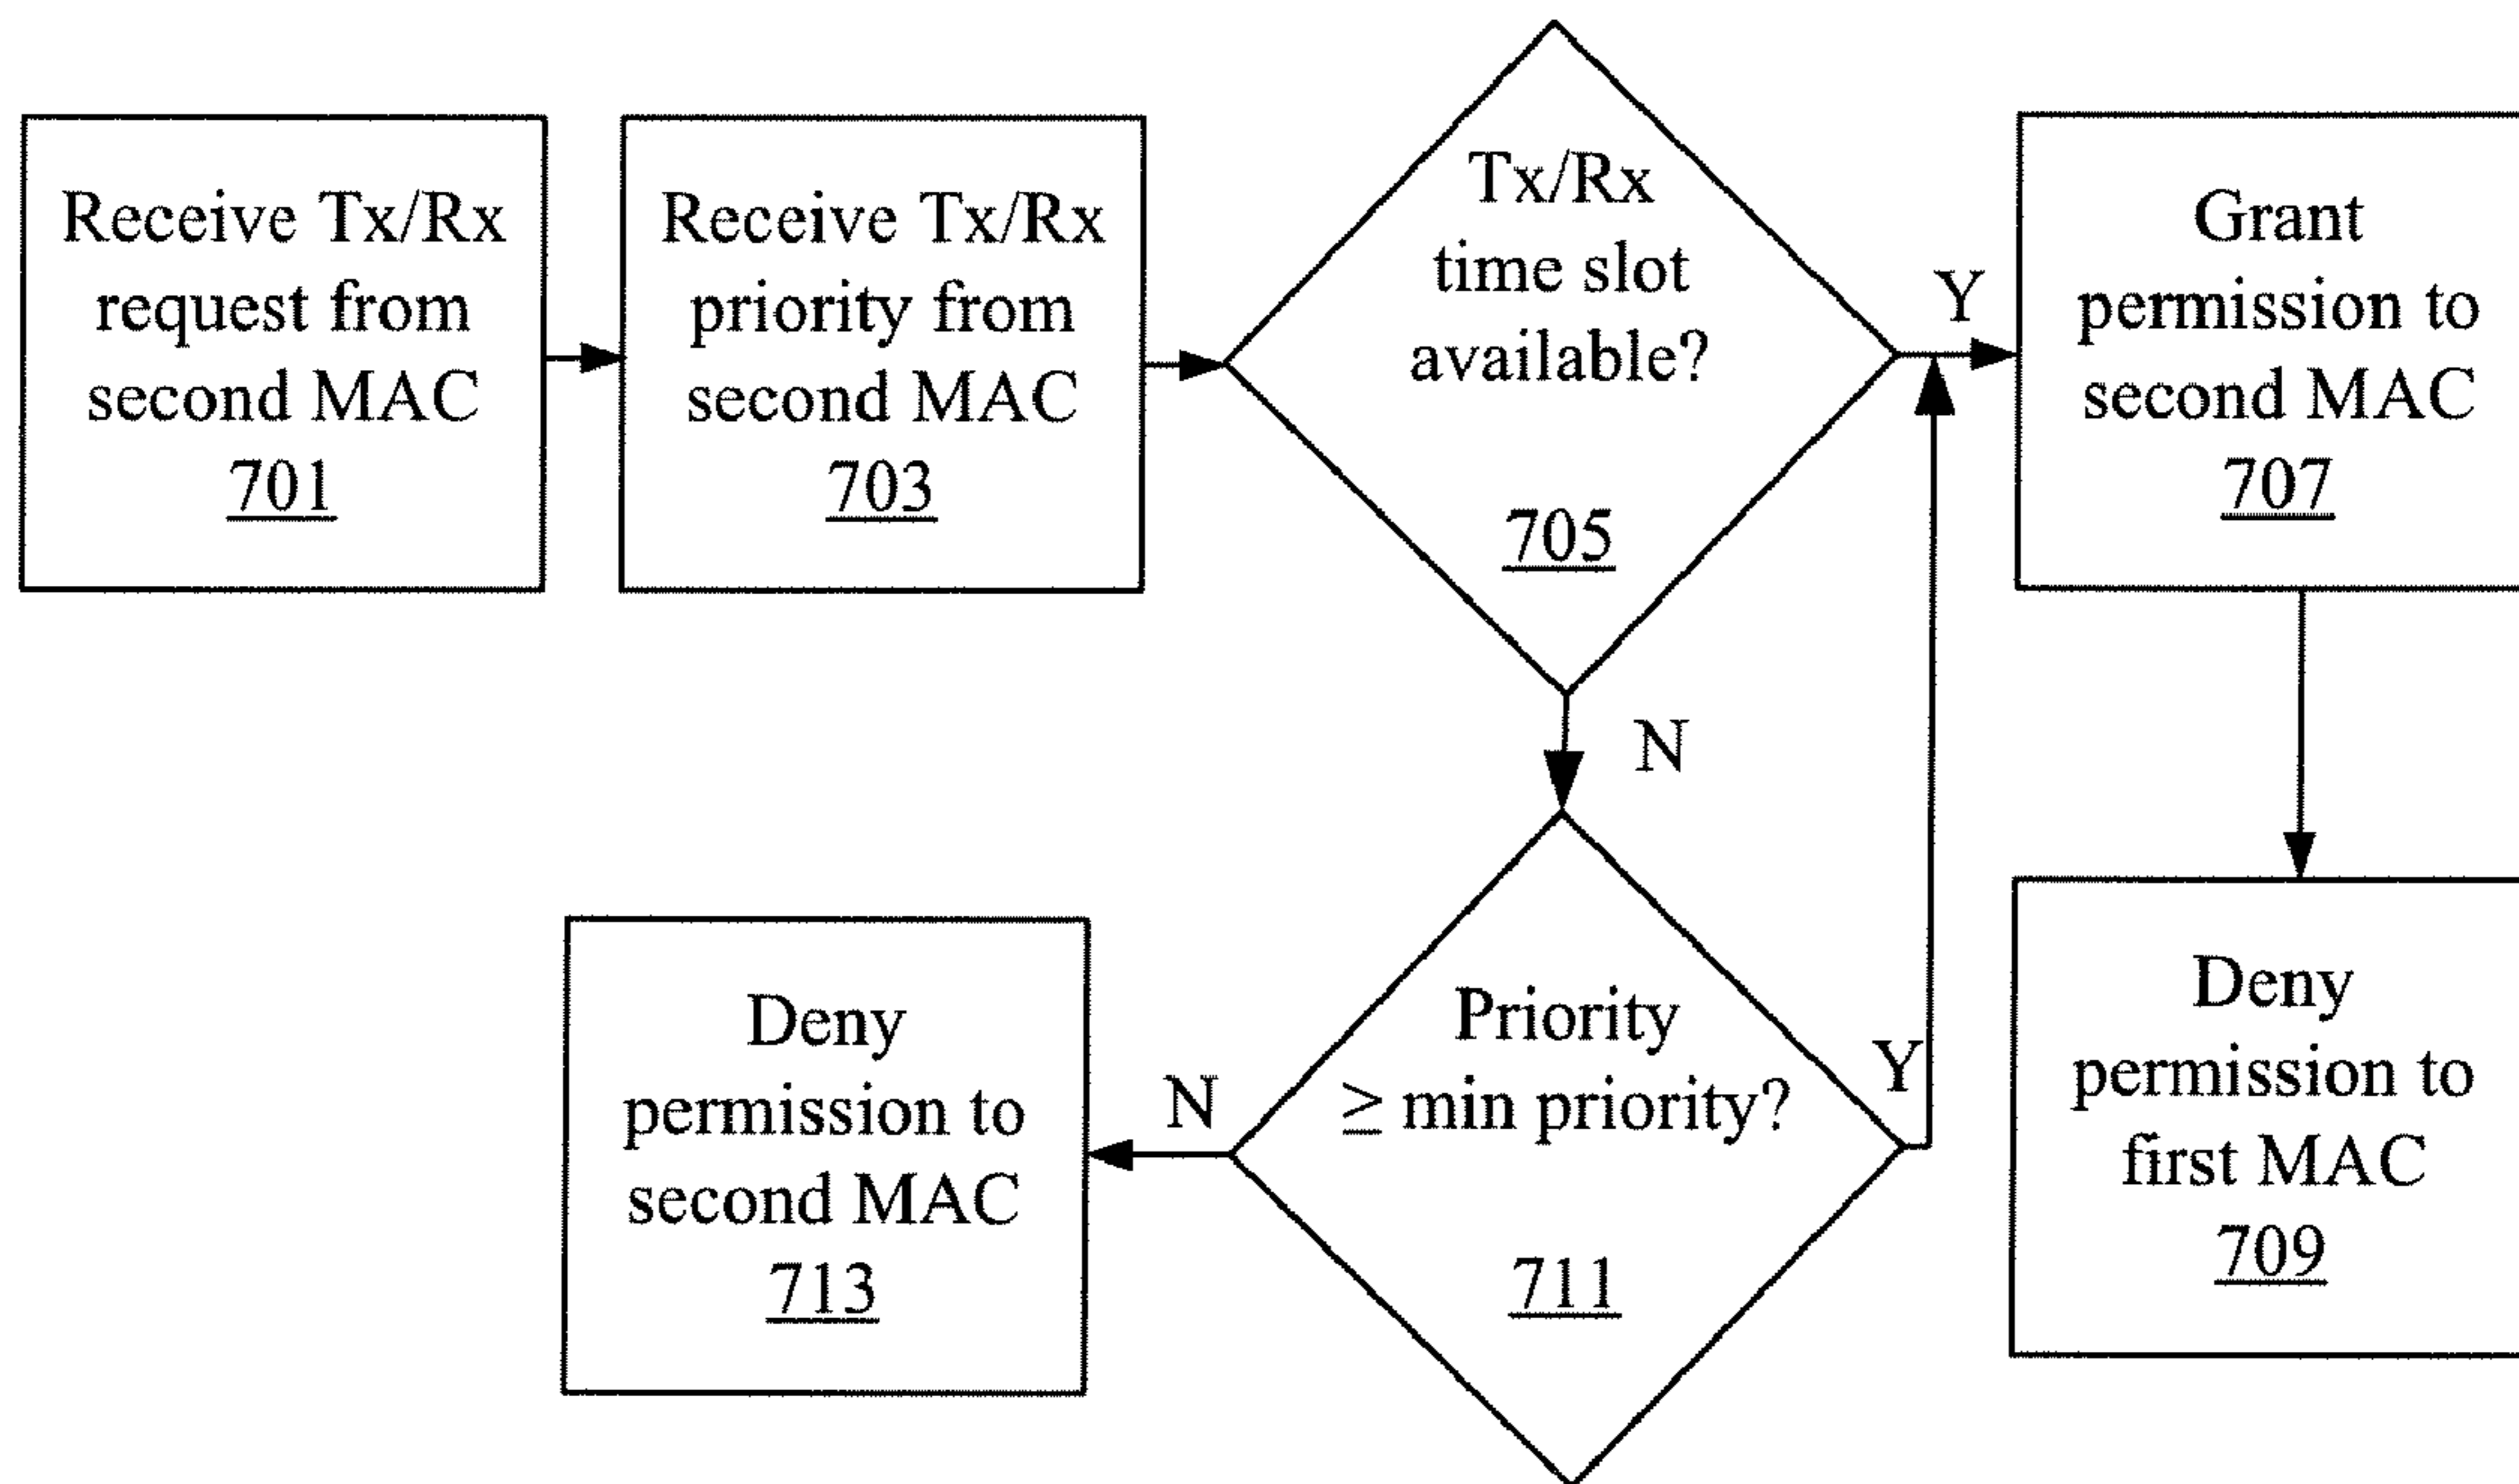 Receive Tx/Rx
request from
second MAC
701
Receive Tx/Rx
priority from
second MAC
703
Tx/Rx
time slot
available?
705
Y
Grant
permission to
second MAC
707
N
Deny
permission to
second MAC
713
N
Priority
≥ min priority?
711
Y
Deny
permission to
first MAC
709